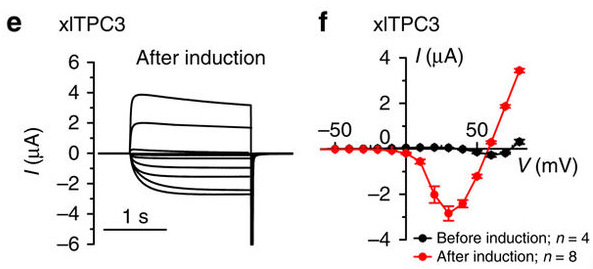 e xlTPC3
After induction
I (μA)
6
4
2
0
−2
−4
−6
1 s
f xlTPC3
I (μA)
4
2
0
−2
−4
−50
50
V (mV)
Before induction; n = 4
After induction; n = 8